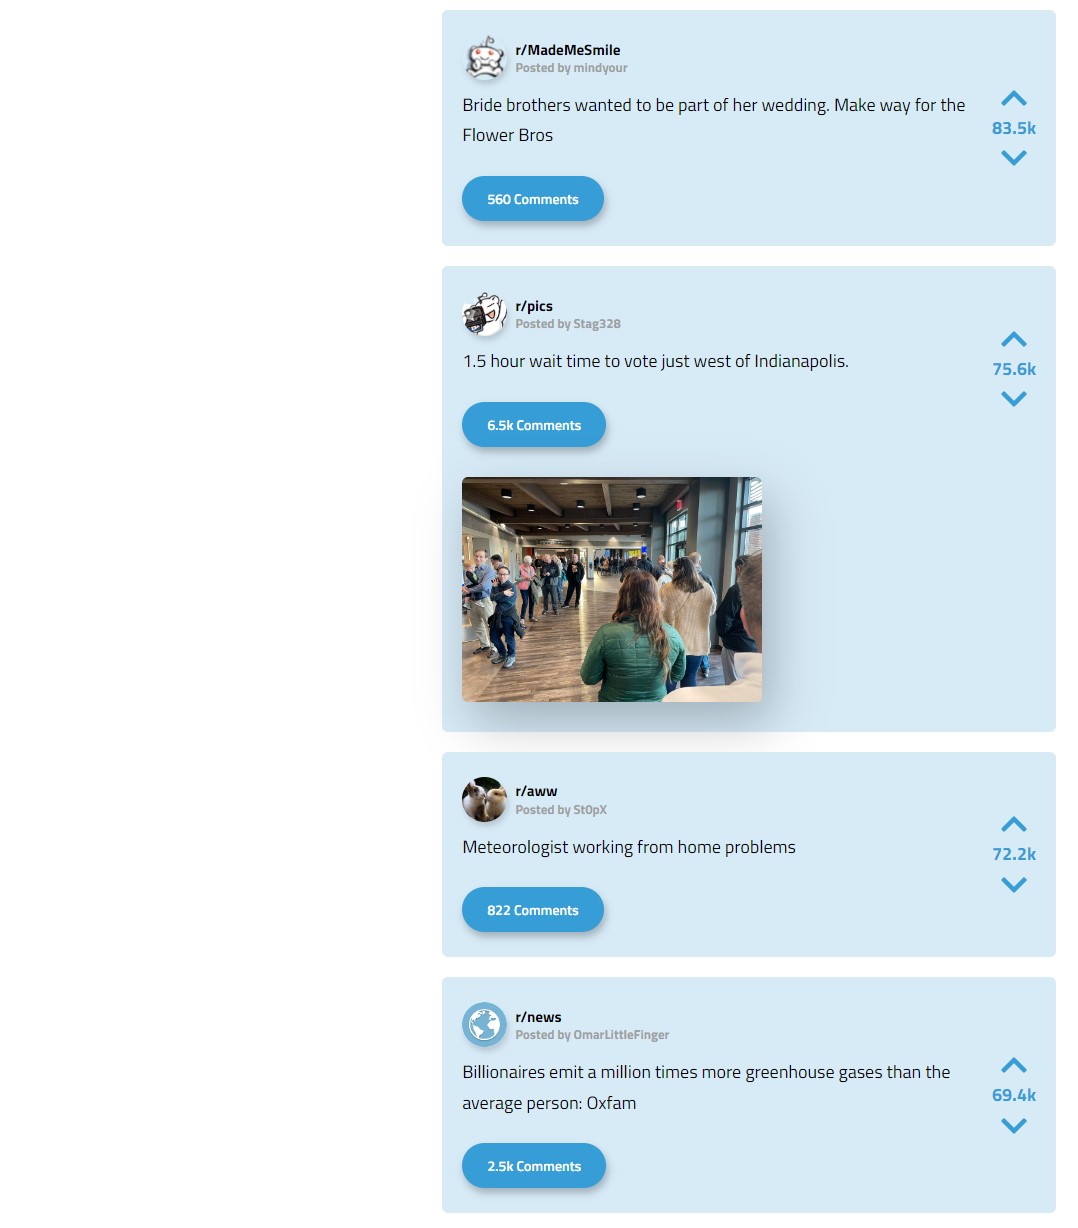 r/MadeMeSmile
Posted by mindyour
Bride brothers wanted to be part of her wedding. Make way for the
Flower Bros
83.5k
560 Comments
r/pics
Posted by Stag328
1.5 hour wait time to vote just west of Indianapolis.
75.6k
6.5k Comments
r/aww
Posted by St0pX
Meteorologist working from home problems
72.2k
822 Comments
r/news
Posted by OmarLittleFinger
Billionaires emit a million times more greenhouse gases than the
average person: Oxfam
69.4k
2.5k Comments